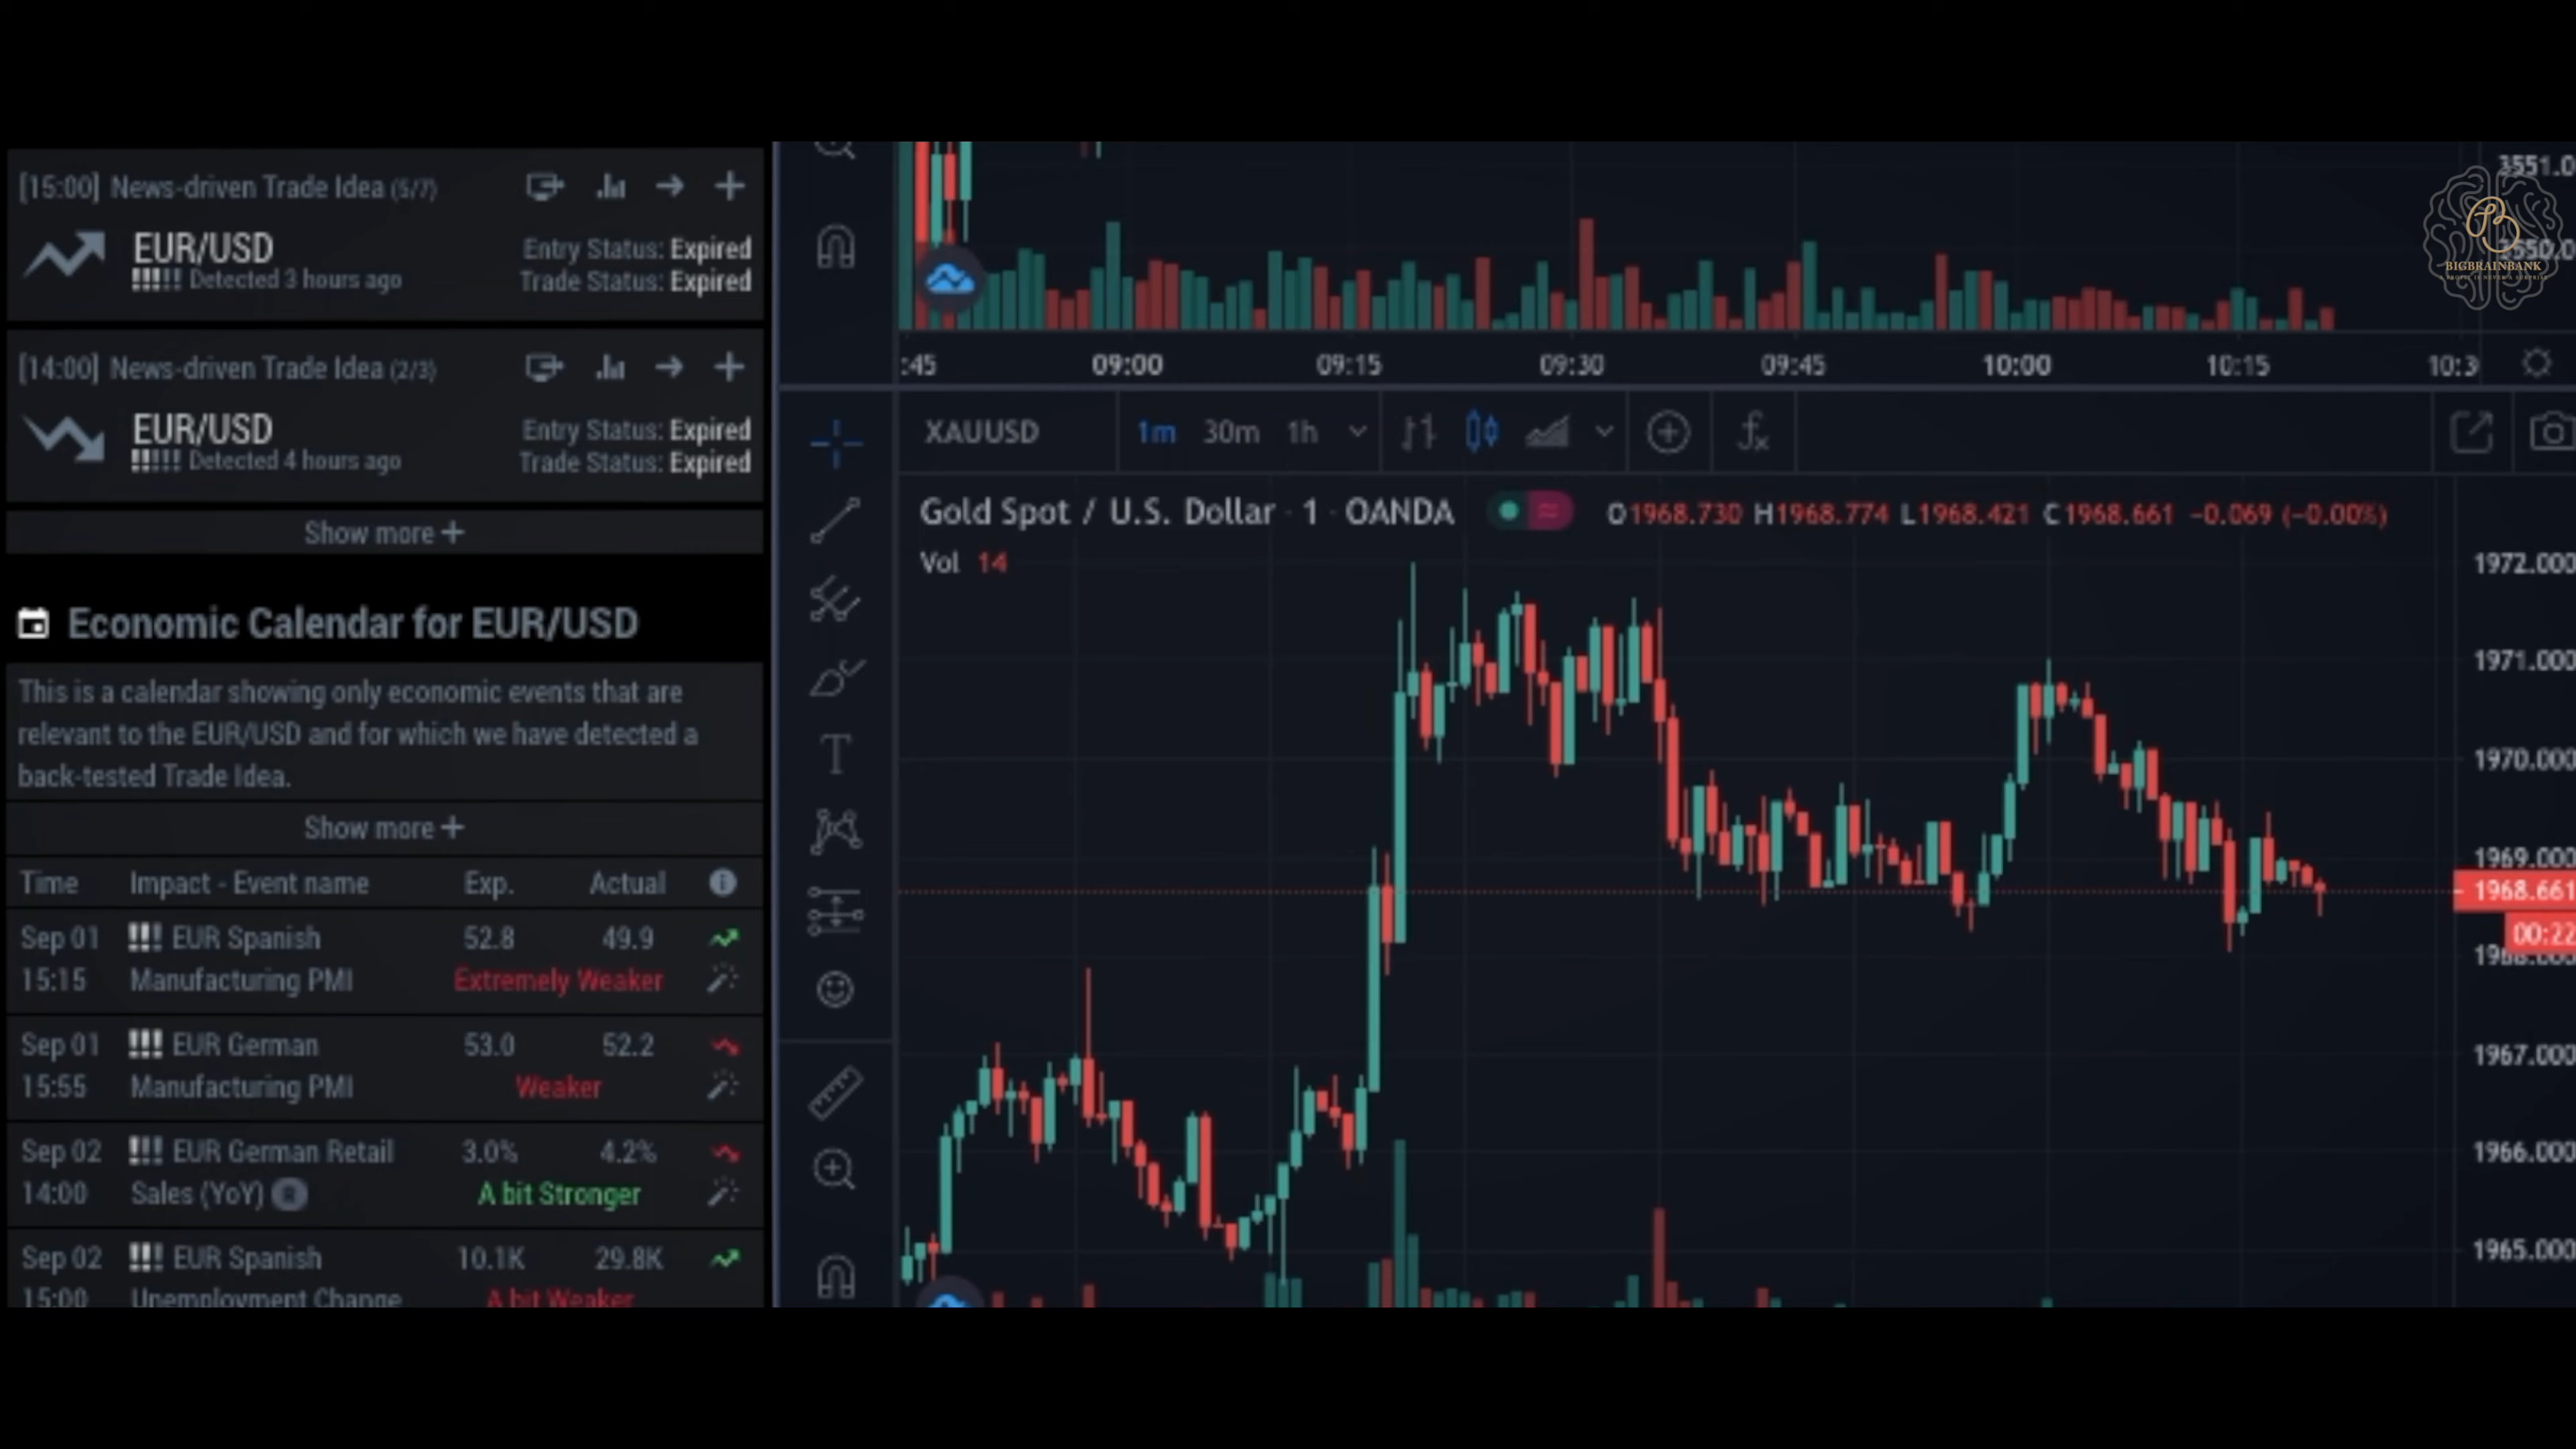 [15:00] News-driven Trade Idea (5/7)
EUR/USD
Detected 3 hours ago
Entry Status: Expired
Trade Status: Expired
[14:00] News-driven Trade Idea (2/3)
EUR/USD
Detected 4 hours ago
Entry Status: Expired
Trade Status: Expired
Show more +
Economic Calendar for EUR/USD
This is a calendar showing only economic events that are
relevant to the EUR/USD and for which we have detected a
back-tested Trade Idea.
Show more +
Time Impact - Event name Exp. Actual
Sep 01 EUR Spanish 52.8 49.9
15:15 Manufacturing PMI Extremely Weaker
Sep 01 EUR German 53.0 52.2
15:55 Manufacturing PMI Weaker
Sep 02 EUR German Retail 3.0% 4.2%
14:00 Sales (YoY) R A bit Stronger
Sep 02 EUR Spanish 10.1K 29.8K
15:00 Unemployment Change A bit Weaker
3551.0
3550.0
BIGBRAINBANK
:45 09:00 09:15 09:30 09:45 10:00 10:15 10:3
XAUUSD 1m 30m 1h
Gold Spot / U.S. Dollar · 1 · OANDA O1968.730 H1968.774 L1968.421 C1968.661 -0.069 (-0.00%)
Vol 14
1972.000
1971.000
1970.000
1969.000
1968.661
00:22
1968.000
1967.000
1966.000
1965.000